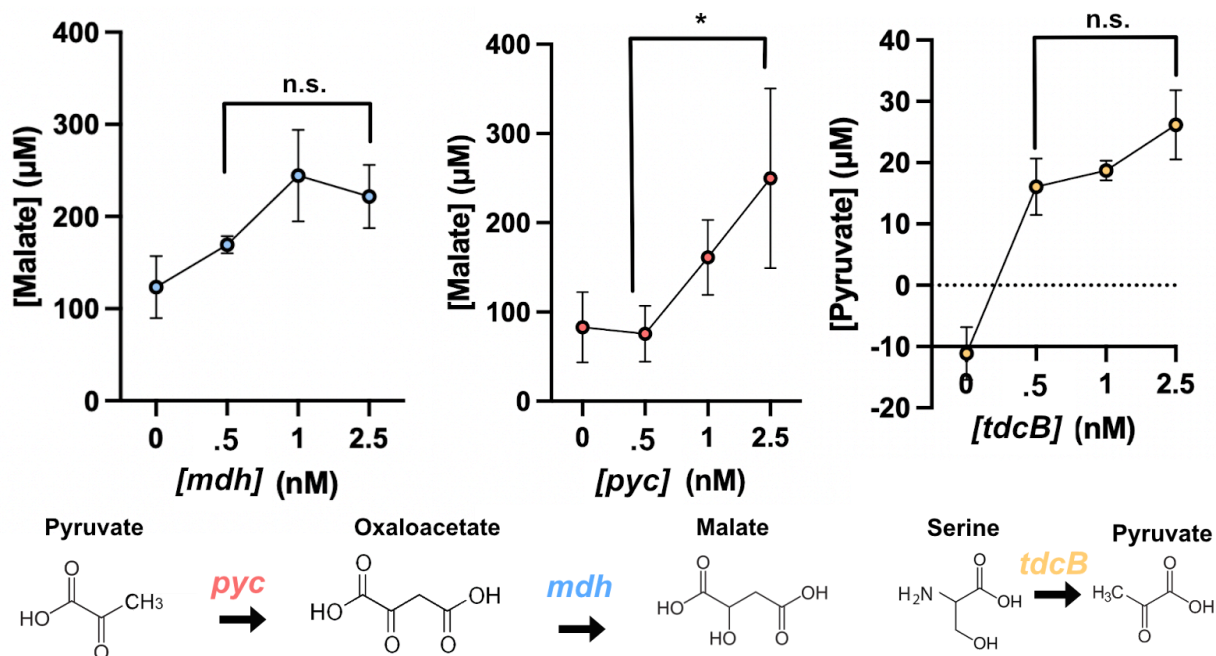 n.s.
400
300
200
100
0
[Malate] (µM)
0 .5 1 2.5
[mdh] (nM)
*
400
300
200
100
0
[Malate] (µM)
0 .5 1 2.5
[pyc] (nM)
n.s.
40
30
20
10
0
-10
-20
[Pyruvate] (µM)
0 .5 1 2.5
[tdcB] (nM)
Pyruvate
O
HO
CH3
O
pyc
Oxaloacetate
O
HO
O
OH
O
mdh
Malate
O
HO
HO
OH
O
Serine
H2N
O
OH
OH
tdcB
Pyruvate
H3C
O
OH
O